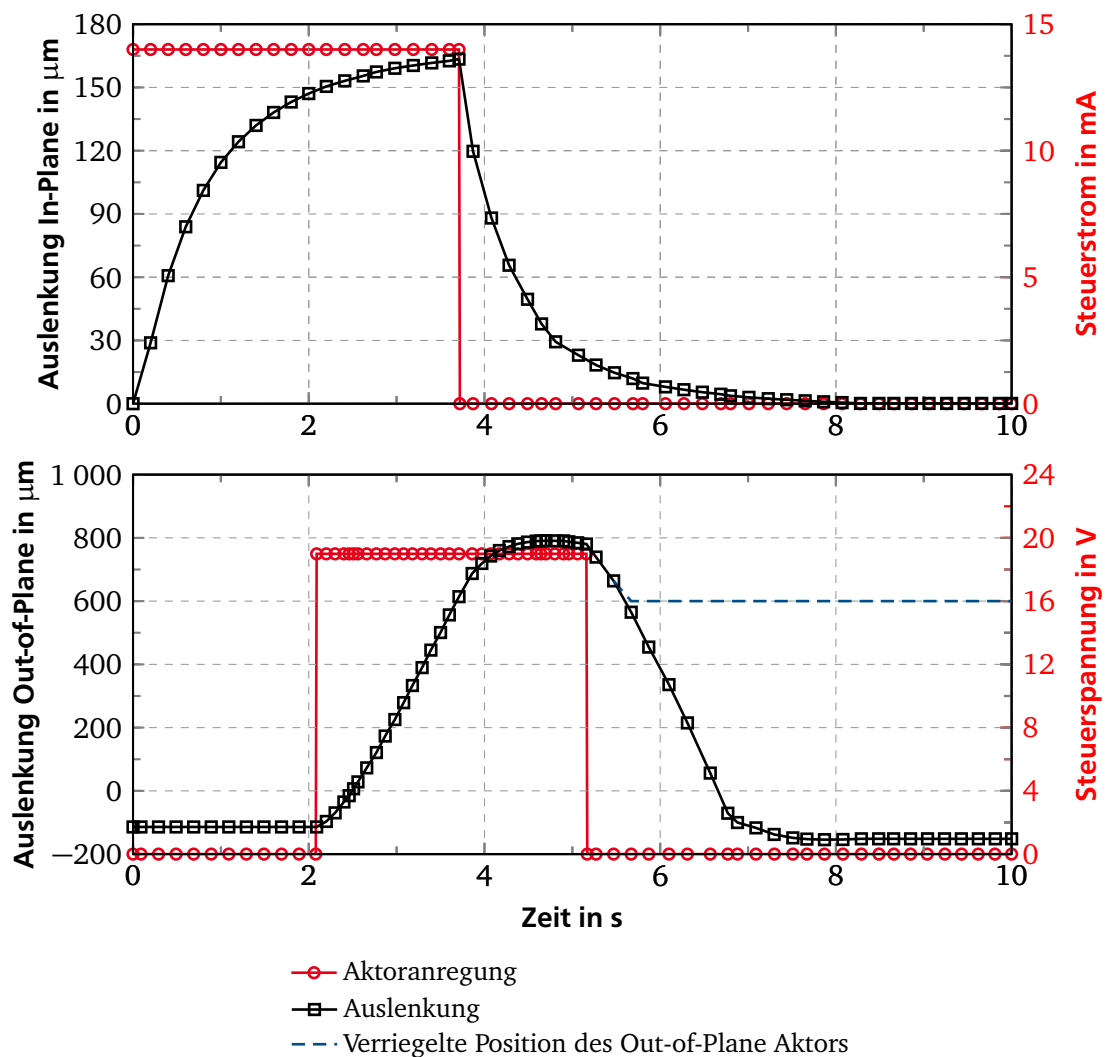 180
150
120
90
60
30
0
Auslenkung In-Plane in μm
15
10
5
0
Steuerstrom in mA
0 2 4 6 8 10
1 000
800
600
400
200
0
−200
Auslenkung Out-of-Plane in μm
24
20
16
12
8
4
0
Steuerspannung in V
0 2 4 6 8 10
Zeit in s
Aktoranregung
Auslenkung
Verriegelte Position des Out-of-Plane Aktors